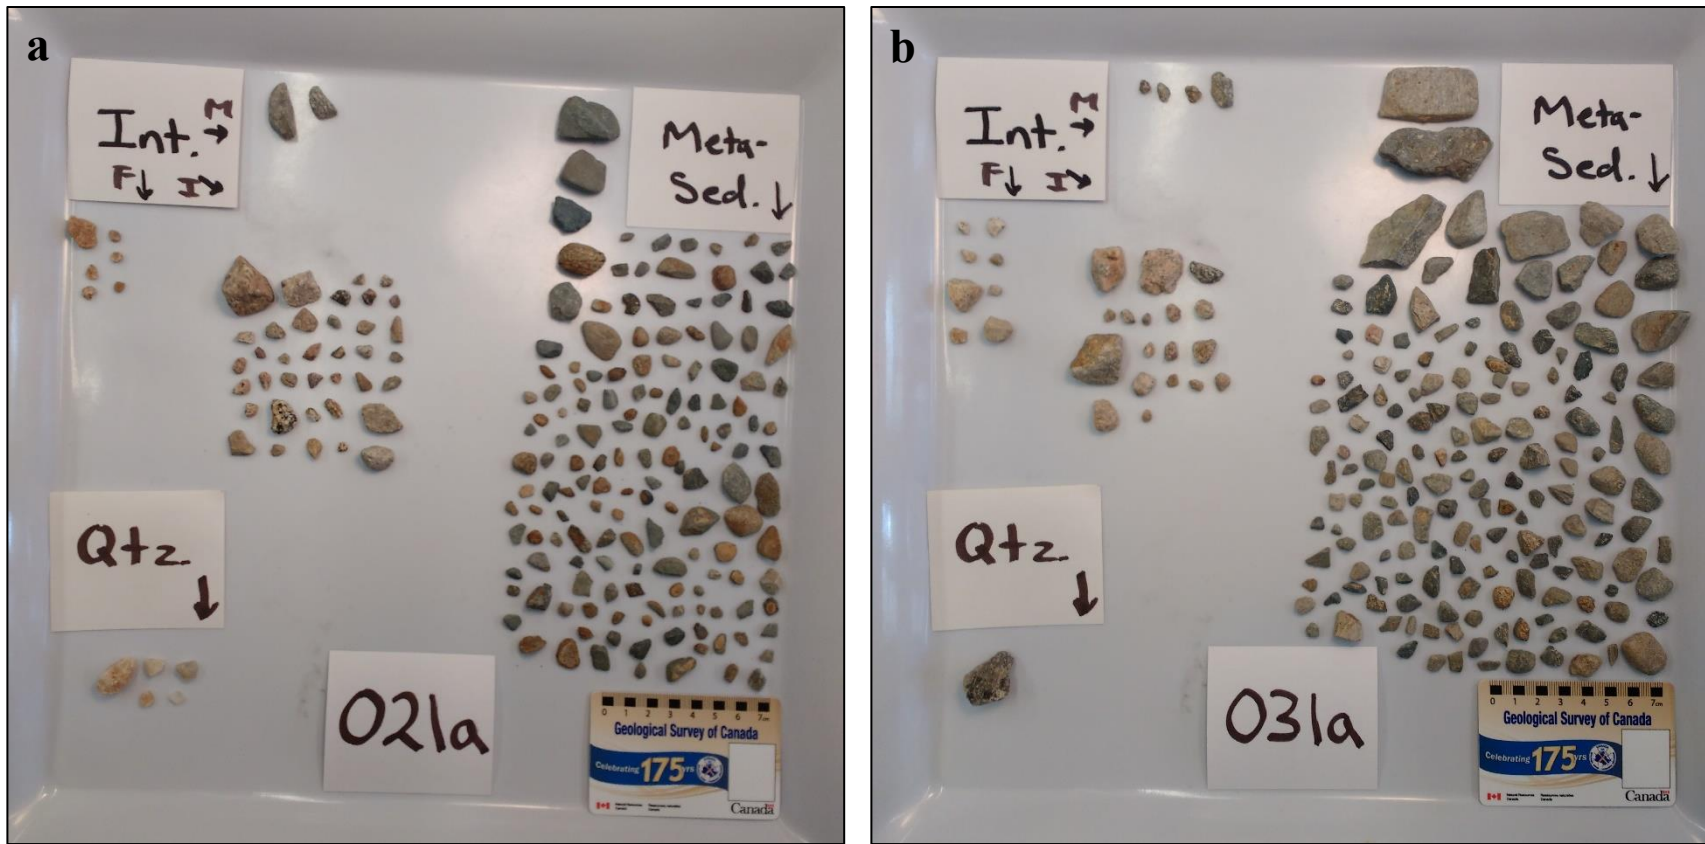 a
Int. M→
F↓ I↘
Meta-
Sed. ↓
Qtz.
↓
021a
0 1 2 3 4 5 6 7cm
Geological Survey of Canada
Celebrating 175 yrs
Canada
b
Int. M→
F↓ I↘
Meta-
Sed. ↓
Qtz.
↓
031a
0 1 2 3 4 5 6 7cm
Geological Survey of Canada
Celebrating 175 yrs
Canada